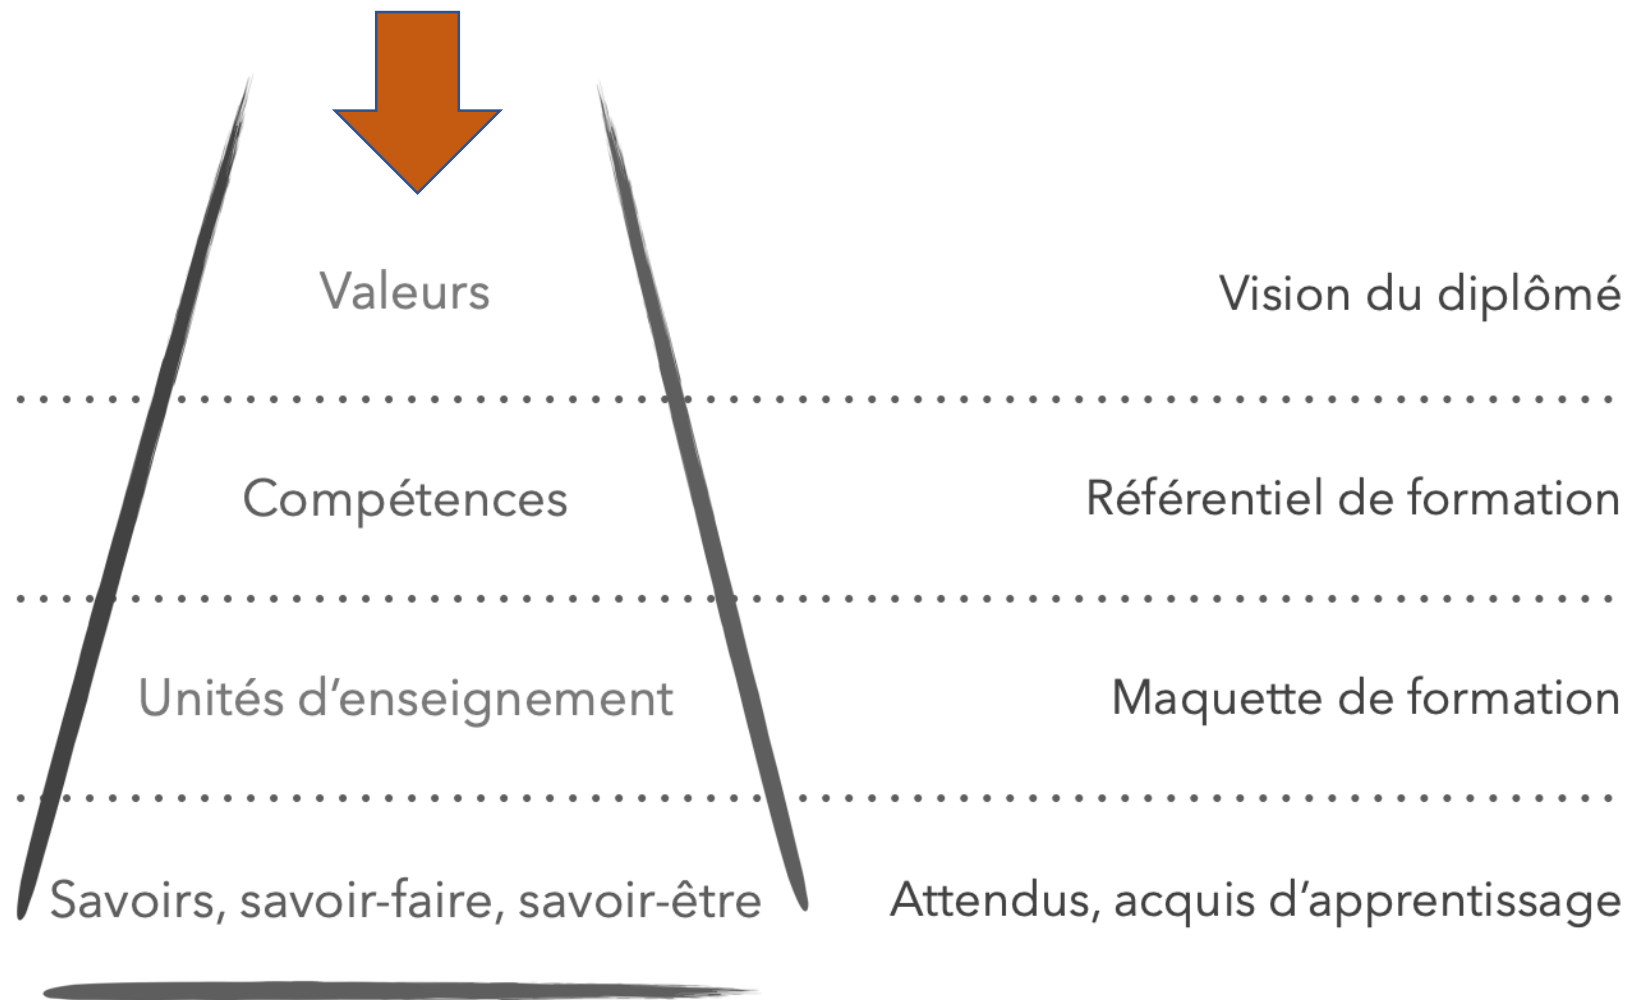 Valeurs
Vision du diplômé
Compétences
Référentiel de formation
Unités d’enseignement
Maquette de formation
Savoirs, savoir-faire, savoir-être
Attendus, acquis d’apprentissage